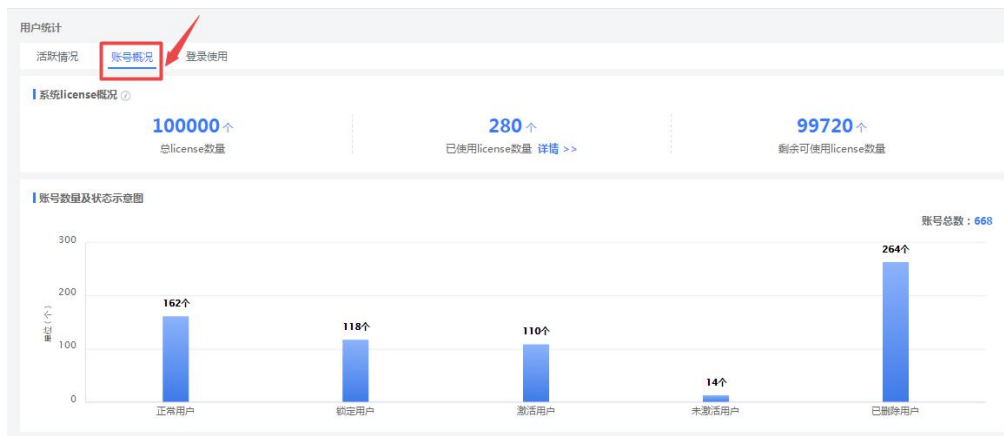 用户统计
活跃情况 账号概况 登录使用
系统license概况
100000个 280个 99720个
总license数量 已使用license数量 详情 >> 剩余可使用license数量
账号数量及状态示意图
账号总数：668
300
200
100
0
单位（个）
162个 118个 110个 14个 264个
正常用户 锁定用户 激活用户 未激活用户 已删除用户